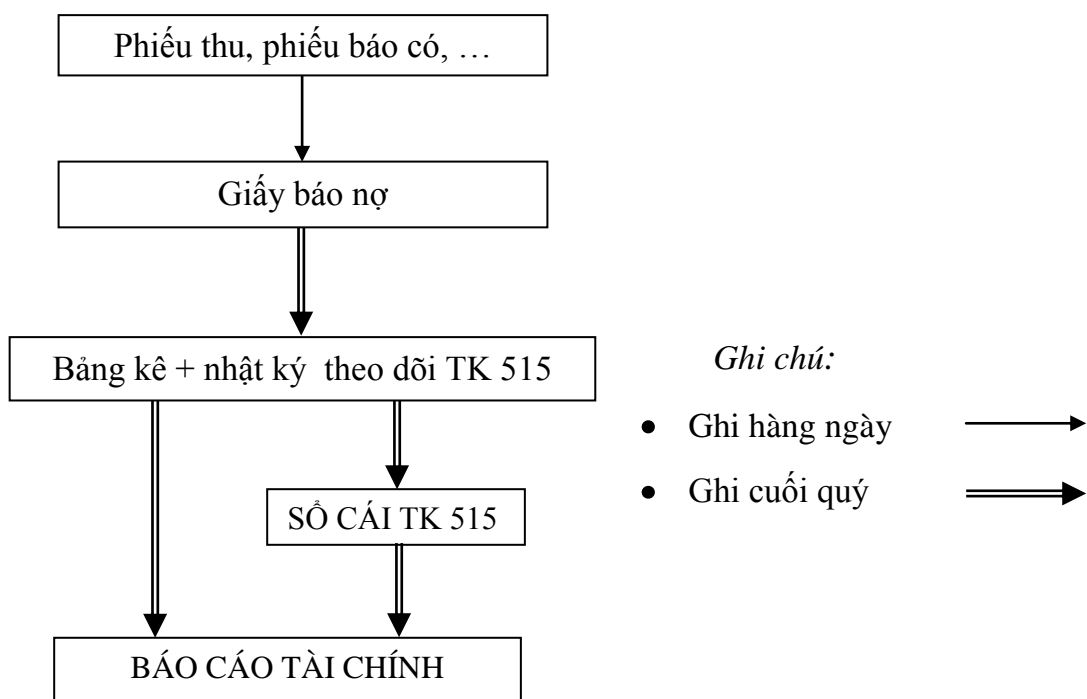 Phiếu thu, phiếu báo có, …
Giấy báo nợ
Bảng kê + nhật ký theo dõi TK 515
Ghi chú:
• Ghi hàng ngày
• Ghi cuối quý
SỔ CÁI TK 515
BÁO CÁO TÀI CHÍNH